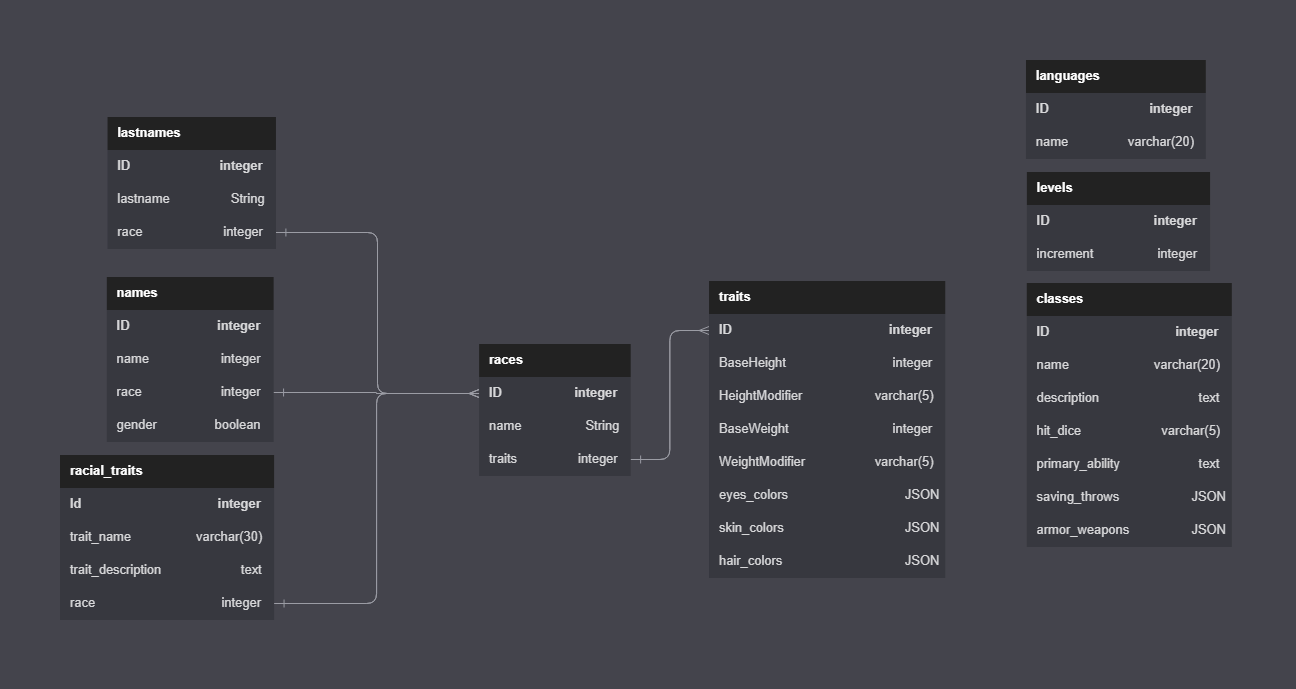 lastnames
ID integer
lastname String
race integer
names
ID integer
name integer
race integer
gender boolean
racial_traits
Id integer
trait_name varchar(30)
trait_description text
race integer
races
ID integer
name String
traits integer
traits
ID integer
BaseHeight integer
HeightModifier varchar(5)
BaseWeight integer
WeightModifier varchar(5)
eyes_colors JSON
skin_colors JSON
hair_colors JSON
languages
ID integer
name varchar(20)
levels
ID integer
increment integer
classes
ID integer
name varchar(20)
description text
hit_dice varchar(5)
primary_ability text
saving_throws JSON
armor_weapons JSON